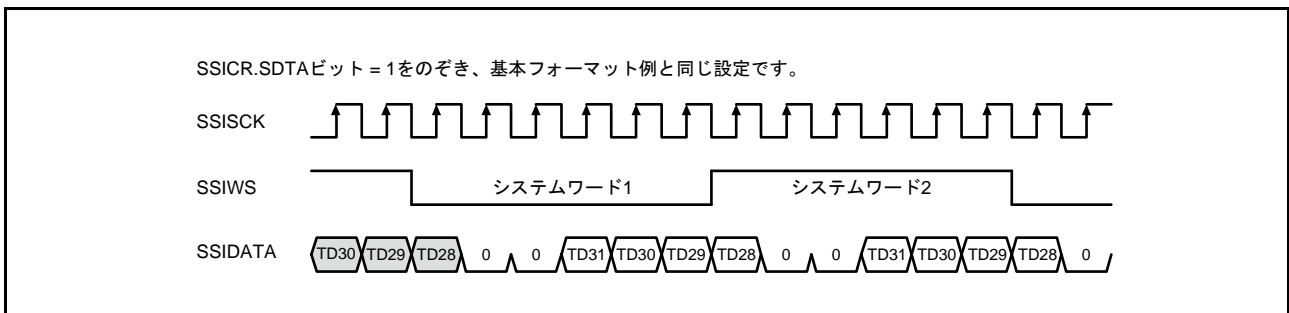 SSICR.SDTAビット = 1をのぞき、基本フォーマット例と同じ設定です。
SSISCK
SSIWS システムワード1 システムワード2
SSIDATA TD30 TD29 TD28 0 0 TD31 TD30 TD29 TD28 0 0 TD31 TD30 TD29 TD28 0